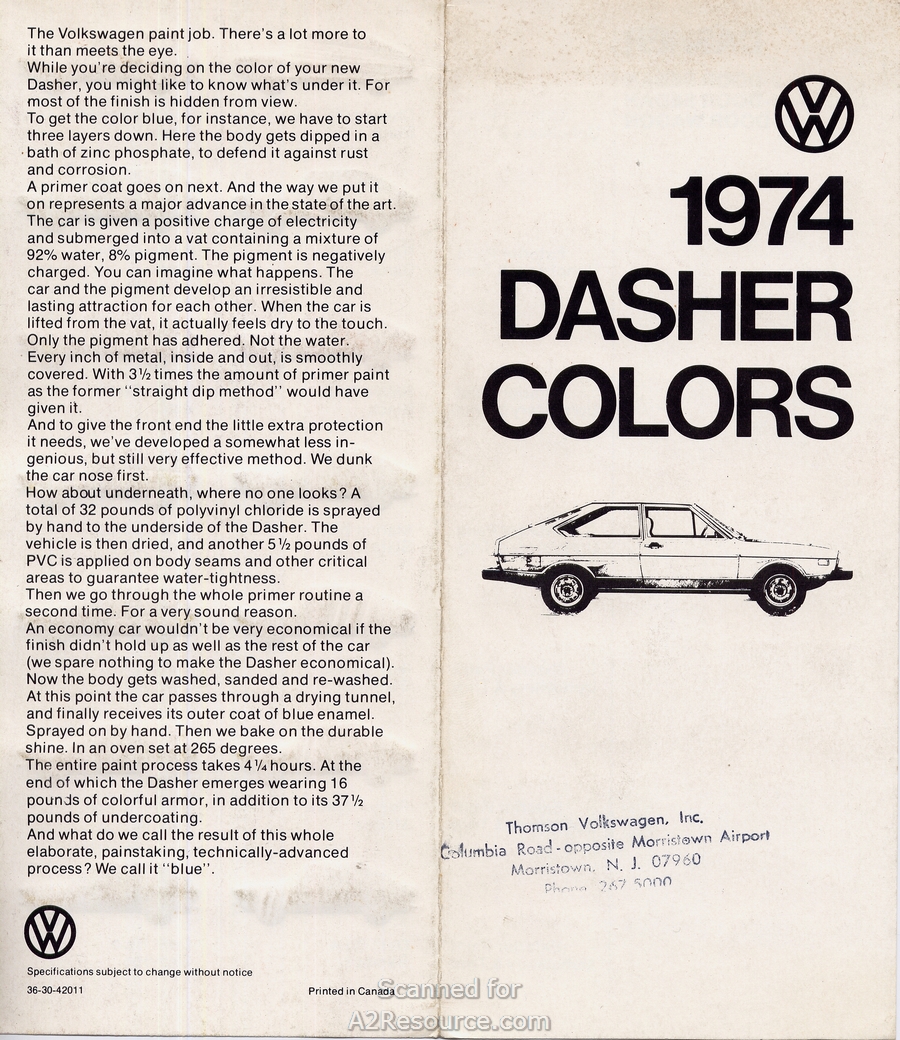 The Volkswagen paint job. There's a lot more to
it than meets the eye.
While you're deciding on the color of your new
Dasher, you might like to know what's under it. For
most of the finish is hidden from view.
To get the color blue, for instance, we have to start
three layers down. Here the body gets dipped in a
bath of zinc phosphate, to defend it against rust
and corrosion.
A primer coat goes on next. And the way we put it
on represents a major advance in the state of the art.
The car is given a positive charge of electricity
and submerged into a vat containing a mixture of
92% water, 8% pigment. The pigment is negatively
charged. You can imagine what happens. The
car and the pigment develop an irresistible and
lasting attraction for each other. When the car is
lifted from the vat, it actually feels dry to the touch.
Only the pigment has adhered. Not the water.
Every inch of metal, inside and out, is smoothly
covered. With 3½ times the amount of primer paint
as the former "straight dip method" would have
given it.
And to give the front end the little extra protection
it needs, we've developed a somewhat less in-
genious, but still very effective method. We dunk
the car nose first.
How about underneath, where no one looks? A
total of 32 pounds of polyvinyl chloride is sprayed
by hand to the underside of the Dasher. The
vehicle is then dried, and another 5½ pounds of
PVC is applied on body seams and other critical
areas to guarantee water-tightness.
Then we go through the whole primer routine a
second time. For a very sound reason.
An economy car wouldn't be very economical if the
finish didn't hold up as well as the rest of the car
(we spare nothing to make the Dasher economical).
Now the body gets washed, sanded and re-washed.
At this point the car passes through a drying tunnel,
and finally receives its outer coat of blue enamel.
Sprayed on by hand. Then we bake on the durable
shine. In an oven set at 265 degrees.
The entire paint process takes 4¼ hours. At the
end of which the Dasher emerges wearing 16
pounds of colorful armor, in addition to its 37½
pounds of undercoating.
And what do we call the result of this whole
elaborate, painstaking, technically-advanced
process? We call it "blue".
VW
Specifications subject to change without notice
36-30-42011
Printed in Canada
VW
1974
DASHER
COLORS
Thomson Volkswagen, Inc.
Columbia Road - opposite Morristown Airport
Morristown, N. J. 07960
Phone 267 5000
Scanned for
A2Resource.com